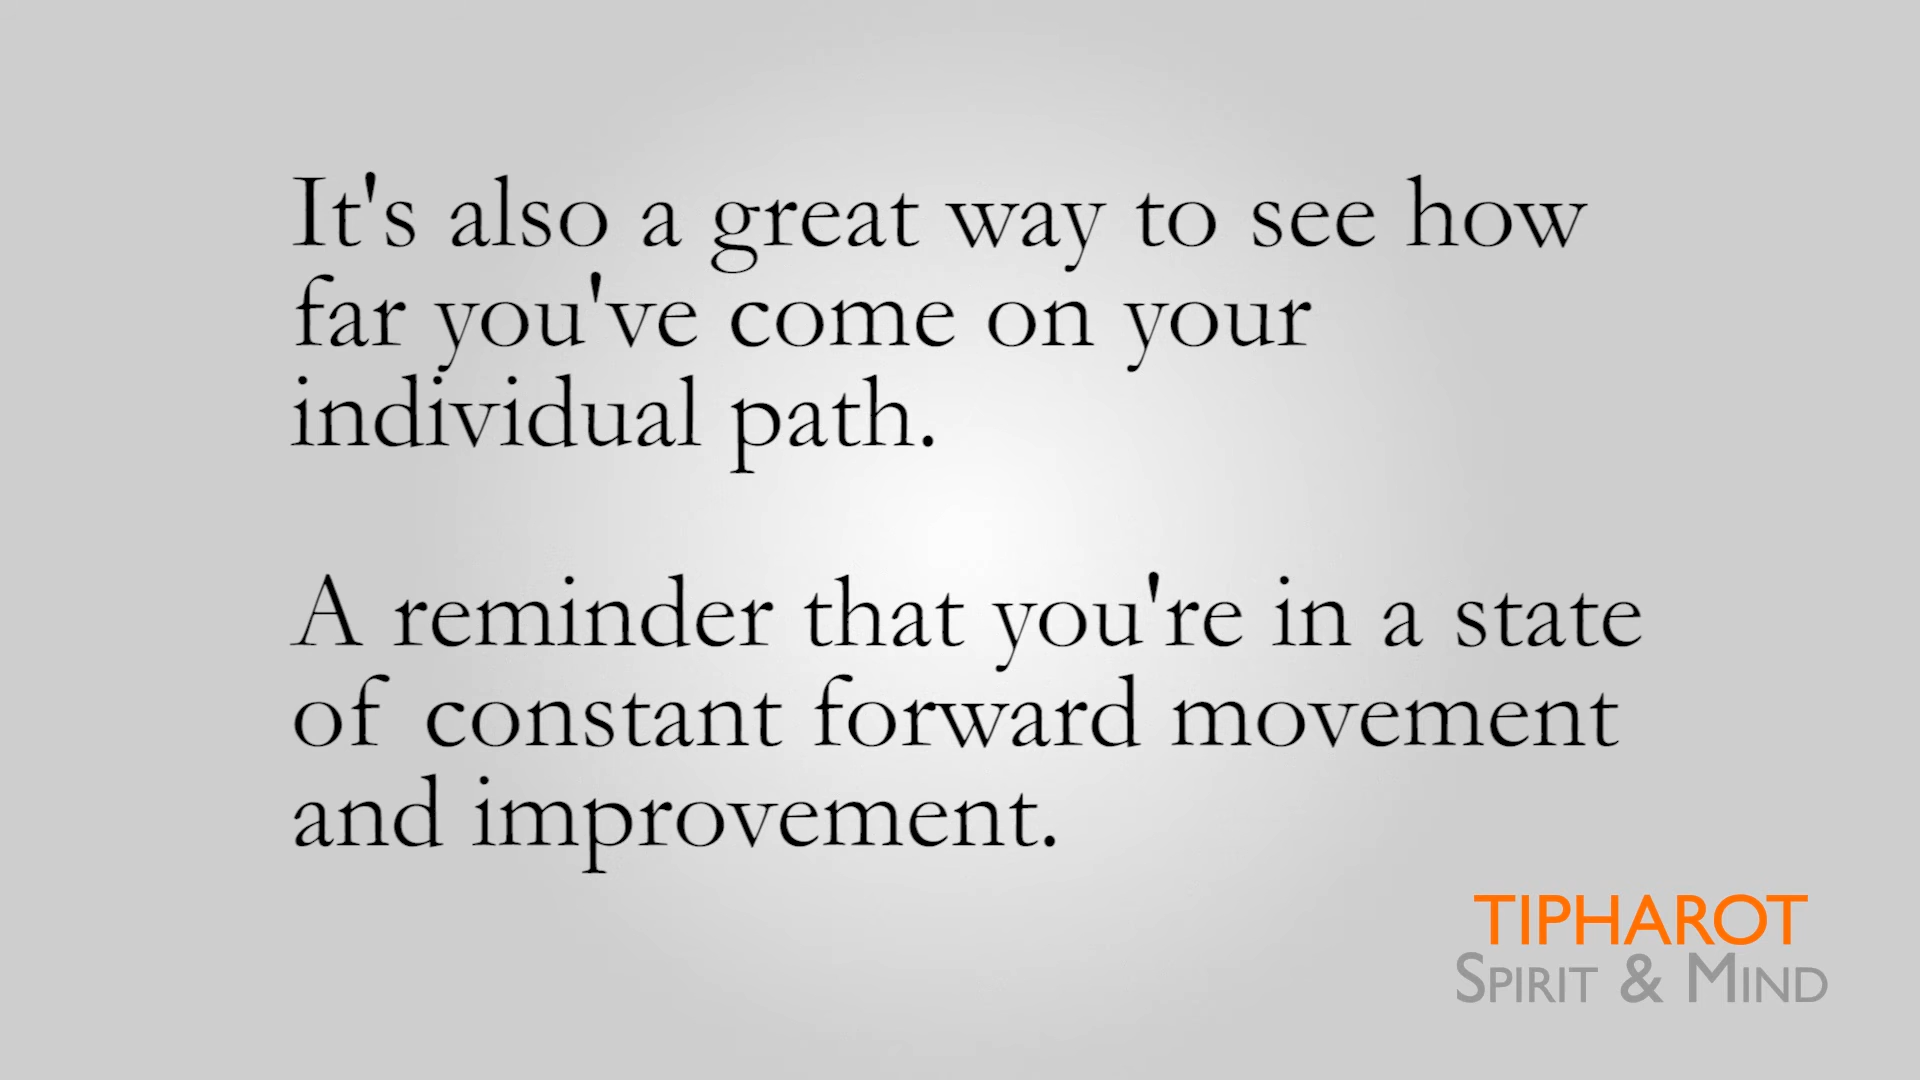 It's also a great way to see how
far you've come on your
individual path.
A reminder that you're in a state
of constant forward movement
and improvement.
TIPHAROT
SPIRIT & MIND